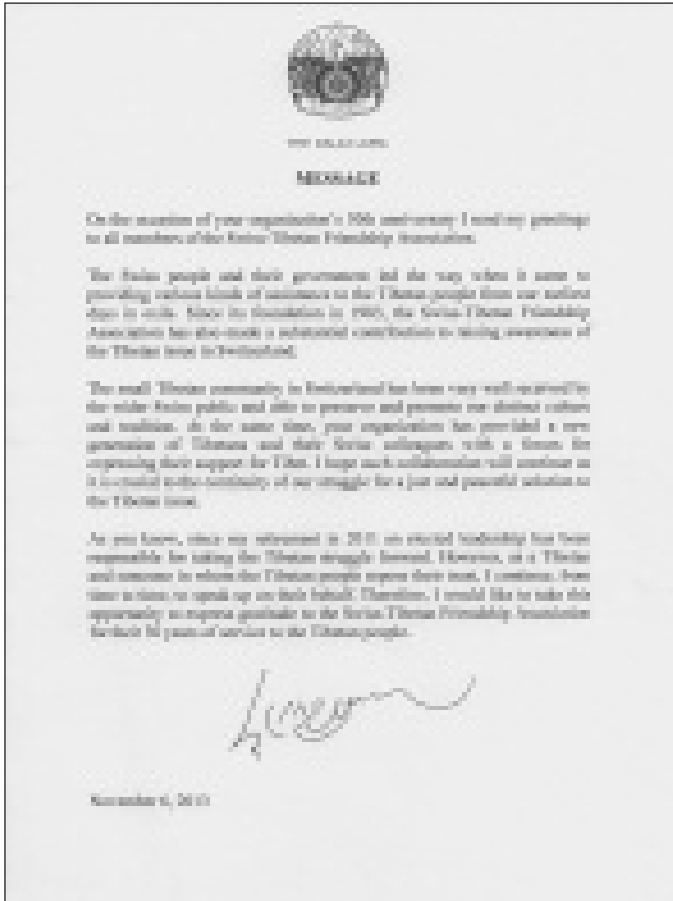 THE DALAI LAMA
MESSAGE
On the occasion of your organization's 30th anniversary I send my greetings
to all members of the Swiss-Tibetan Friendship Association.
The Swiss people and their government led the way when it came to
providing various kinds of assistance to the Tibetan people from our earliest
days in exile. Since its foundation in 1983, the Swiss-Tibetan Friendship
Association has also made a substantial contribution to raising awareness of
the Tibetan issue in Switzerland.
The small Tibetan community in Switzerland has been very well received by
the wider Swiss public and able to preserve and promote our distinct culture
and tradition. At the same time, your organization has provided a new
generation of Tibetans and their Swiss colleagues with a forum for
expressing their support for Tibet. I hope such collaboration will continue as
it is crucial to the continuity of our struggle for a just and peaceful solution to
the Tibetan issue.
As you know, since my retirement in 2011 an elected leadership has been
responsible for taking the Tibetan struggle forward. However, as a Tibetan
and someone in whom the Tibetan people repose their trust, I continue, from
time to time, to speak up on their behalf. Therefore, I would like to take this
opportunity to express gratitude to the Swiss-Tibetan Friendship Association
for their 30 years of service to the Tibetan people.
November 6, 2013